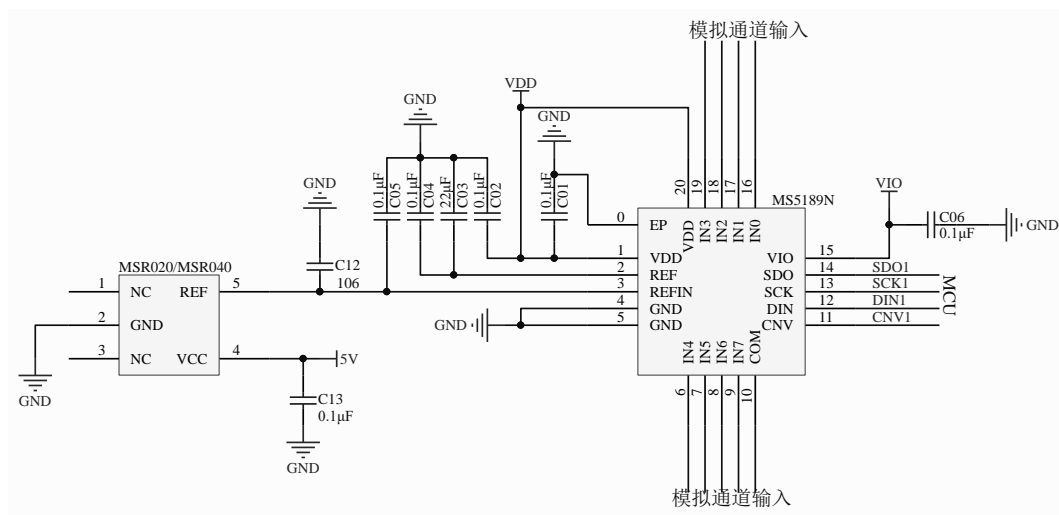 模拟通道输入
VDD
GND
GND
0.1μF
C05
0.1μF
C04
22μF
C03
0.1μF
C02
0.1μF
C01
20
19
18
17
16
VIO
MS5189N
GND
0
EP
VDD
IN3
IN2
IN1
IN0
C06
0.1μF
GND
1
VDD
VIO
15
MSR020/MSR040
C12
106
2
REF
SDO
14
SDO1
1
NC
REF
5
3
REFIN
SCK
13
SCK1
MCU
4
GND
DIN
12
DIN1
2
GND
GND
5
GND
CNV
11
CNV1
3
NC
VCC
4
5V
IN4
IN5
IN6
IN7
COM
GND
C13
0.1μF
6
7
8
9
10
GND
模拟通道输入